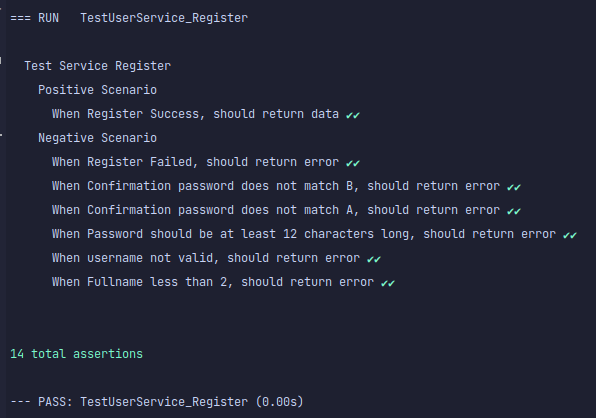 === RUN   TestUserService_Register
Test Service Register
Positive Scenario
When Register Success, should return data ✔✔
Negative Scenario
When Register Failed, should return error ✔✔
When Confirmation password does not match B, should return error ✔✔
When Confirmation password does not match A, should return error ✔✔
When Password should be at least 12 characters long, should return error ✔✔
When username not valid, should return error ✔✔
When Fullname less than 2, should return error ✔✔
14 total assertions
--- PASS: TestUserService_Register (0.00s)